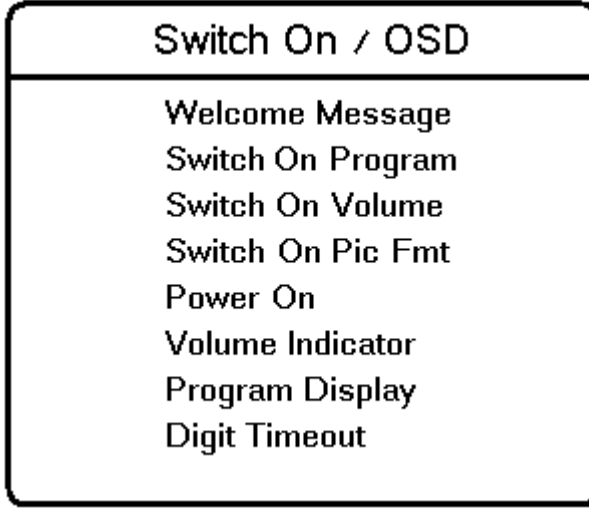 Switch On / OSD
Welcome Message
Switch On Program
Switch On Volume
Switch On Pic Fmt
Power On
Volume Indicator
Program Display
Digit Timeout